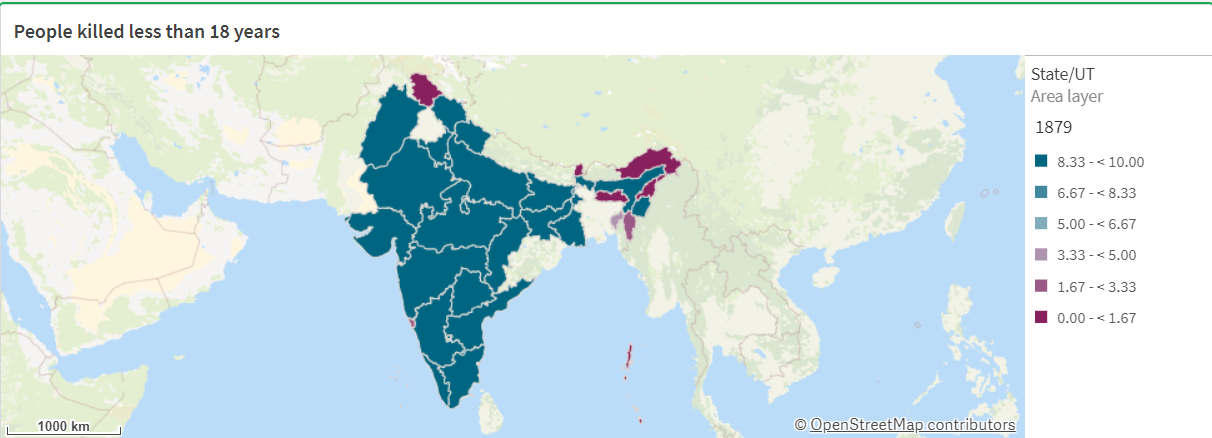 People killed less than 18 years
State/UT
Area layer
1879
8.33 - < 10.00
6.67 - < 8.33
5.00 - < 6.67
3.33 - < 5.00
1.67 - < 3.33
0.00 - < 1.67
1000 km
© OpenStreetMap contributors